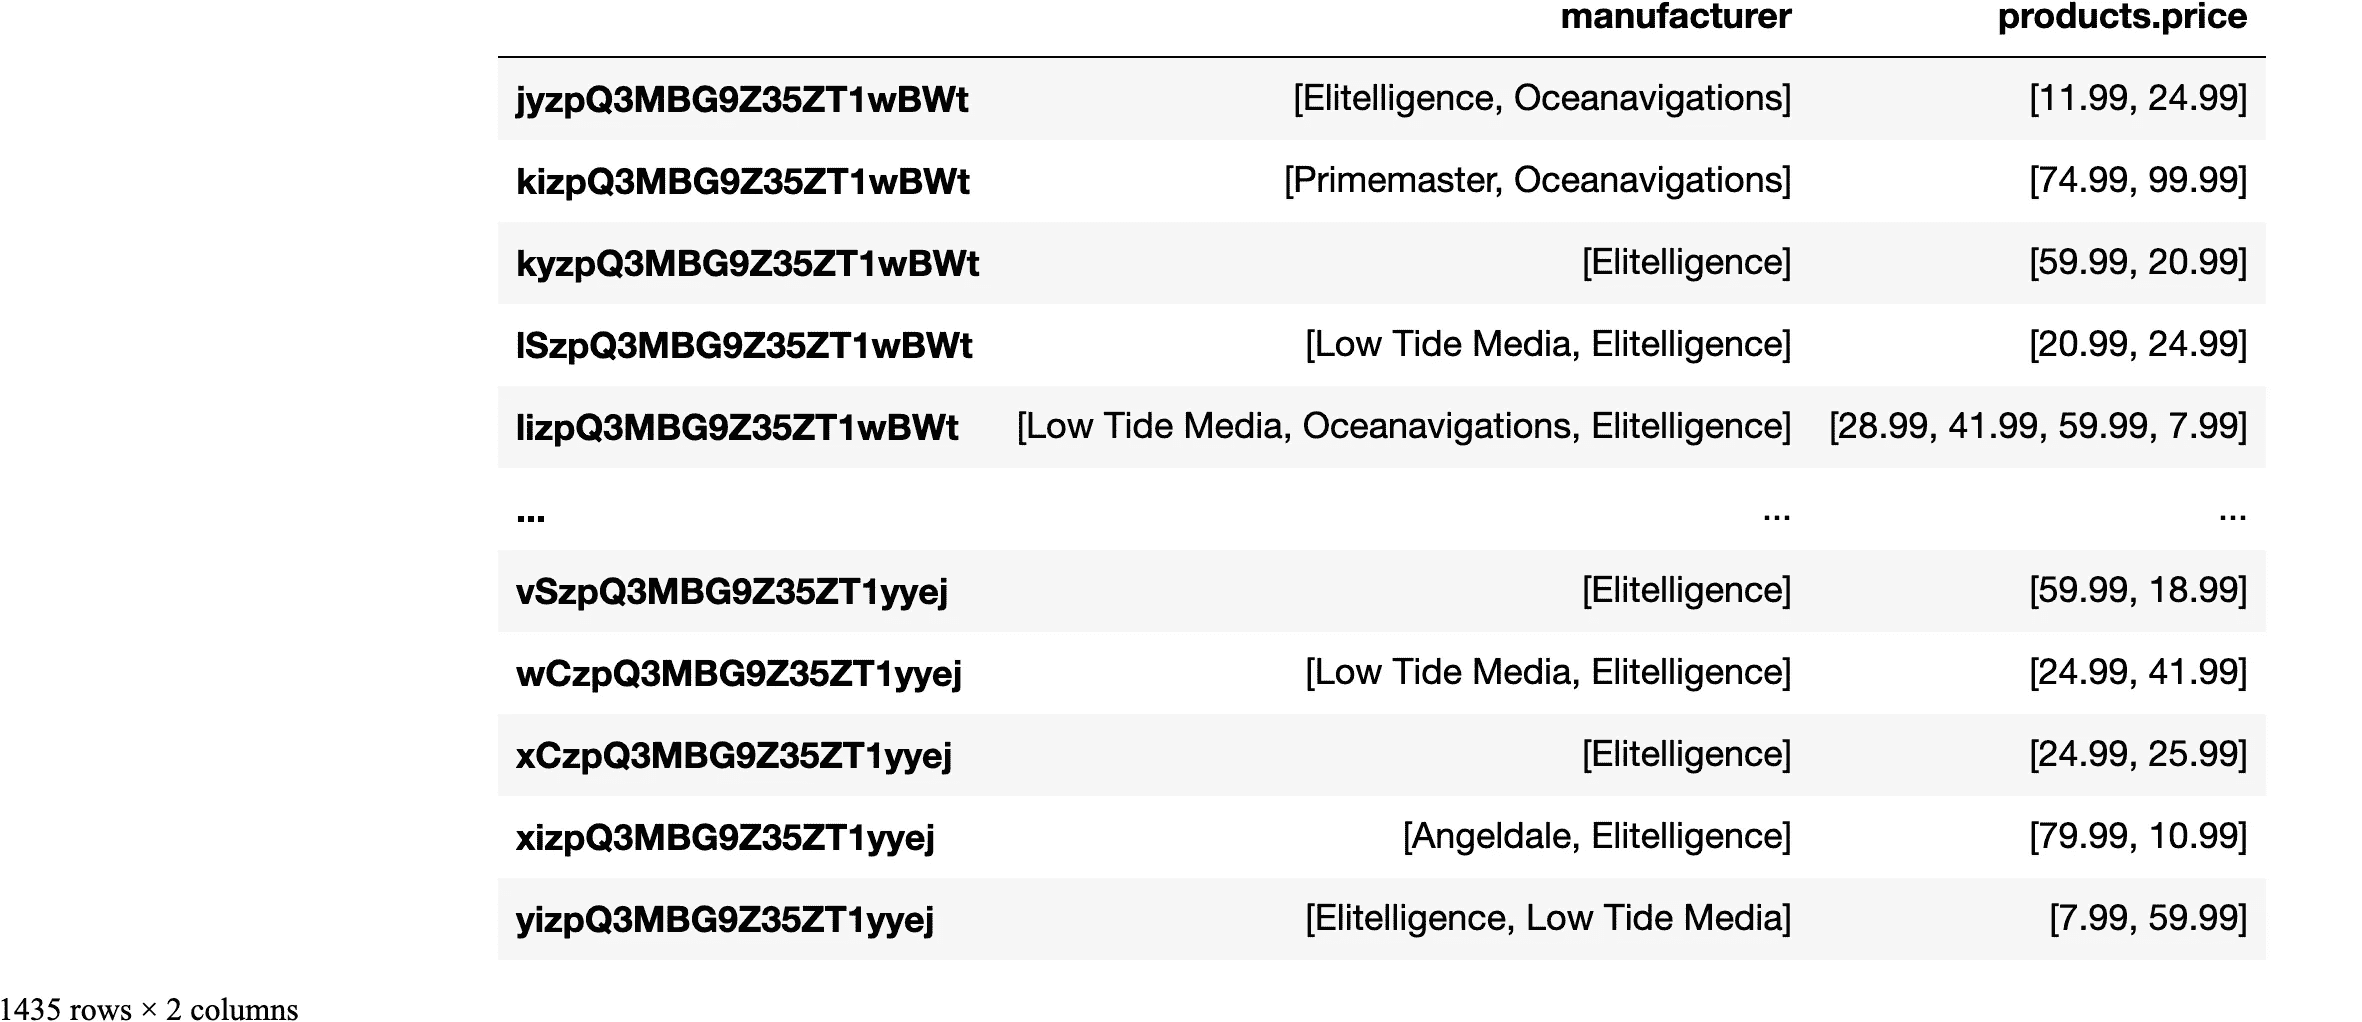 manufacturer products.price
jyzpQ3MBG9Z35ZT1wBWt [Elitelligence, Oceanavigations] [11.99, 24.99]
kizpQ3MBG9Z35ZT1wBWt [Primemaster, Oceanavigations] [74.99, 99.99]
kyzpQ3MBG9Z35ZT1wBWt [Elitelligence] [59.99, 20.99]
lSzpQ3MBG9Z35ZT1wBWt [Low Tide Media, Elitelligence] [20.99, 24.99]
lizpQ3MBG9Z35ZT1wBWt [Low Tide Media, Oceanavigations, Elitelligence] [28.99, 41.99, 59.99, 7.99]
... ... ...
vSzpQ3MBG9Z35ZT1yyej [Elitelligence] [59.99, 18.99]
wCzpQ3MBG9Z35ZT1yyej [Low Tide Media, Elitelligence] [24.99, 41.99]
xCzpQ3MBG9Z35ZT1yyej [Elitelligence] [24.99, 25.99]
xizpQ3MBG9Z35ZT1yyej [Angeldale, Elitelligence] [79.99, 10.99]
yizpQ3MBG9Z35ZT1yyej [Elitelligence, Low Tide Media] [7.99, 59.99]
1435 rows × 2 columns